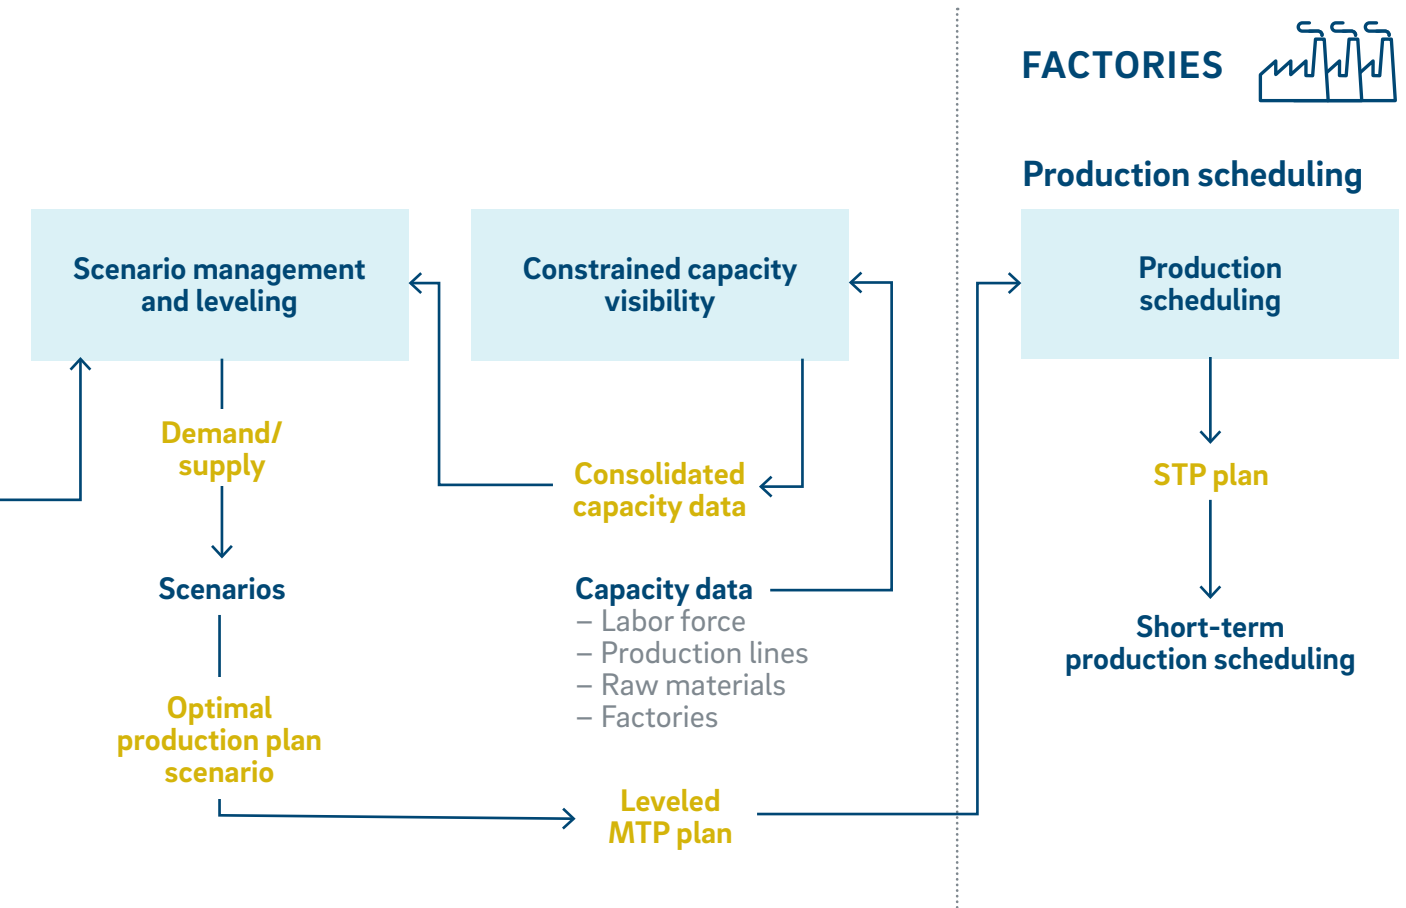 FACTORIES
Production scheduling
Scenario management
and leveling
Constrained capacity
visibility
Production
scheduling
Demand/
supply
Consolidated
capacity data
STP plan
Scenarios
Capacity data
– Labor force
– Production lines
– Raw materials
– Factories
Short-term
production scheduling
Optimal
production plan
scenario
Leveled
MTP plan